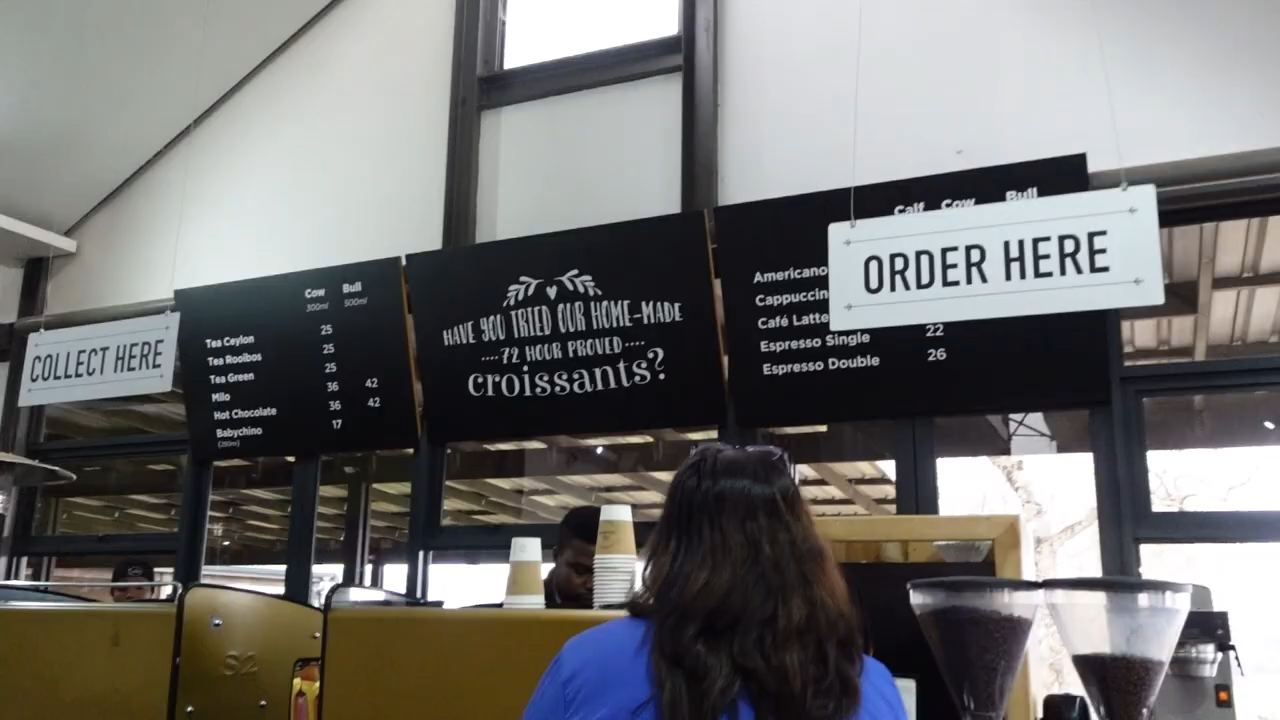 COLLECT HERE
Cow Bull
300ml 500ml
Tea Ceylon 25
Tea Rooibos 25
Tea Green 25
Milo 36 42
Hot Chocolate 36 42
Babychino 17
(250ml)
HAVE YOU TRIED OUR HOME-MADE
72 HOUR PROVED
croissants?
Calf Cow Bull
Americano
Cappuccin
Café Latte
Espresso Single 22
Espresso Double 26
ORDER HERE
S2